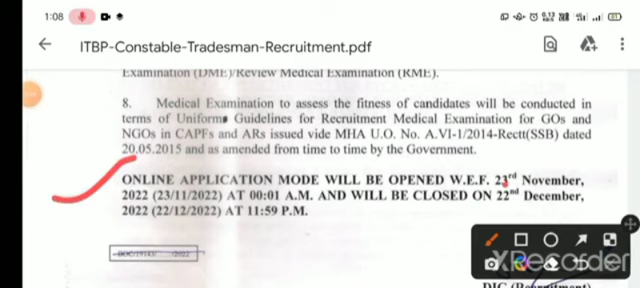 1:08
ITBP-Constable-Tradesman-Recruitment.pdf
Examination (DME)/Review Medical Examination (RME).
8. Medical Examination to assess the fitness of candidates will be conducted in
terms of Uniform Guidelines for Recruitment Medical Examination for GOs and
NGOs in CAPFs and ARs issued vide MHA U.O. No. A.VI-1/2014-Rectt(SSB) dated
20.05.2015 and as amended from time to time by the Government.
ONLINE APPLICATION MODE WILL BE OPENED W.E.F. 23rd November,
2022 (23/11/2022) AT 00:01 A.M. AND WILL BE CLOSED ON 22nd December,
2022 (22/12/2022) AT 11:59 P.M.
XRecorder